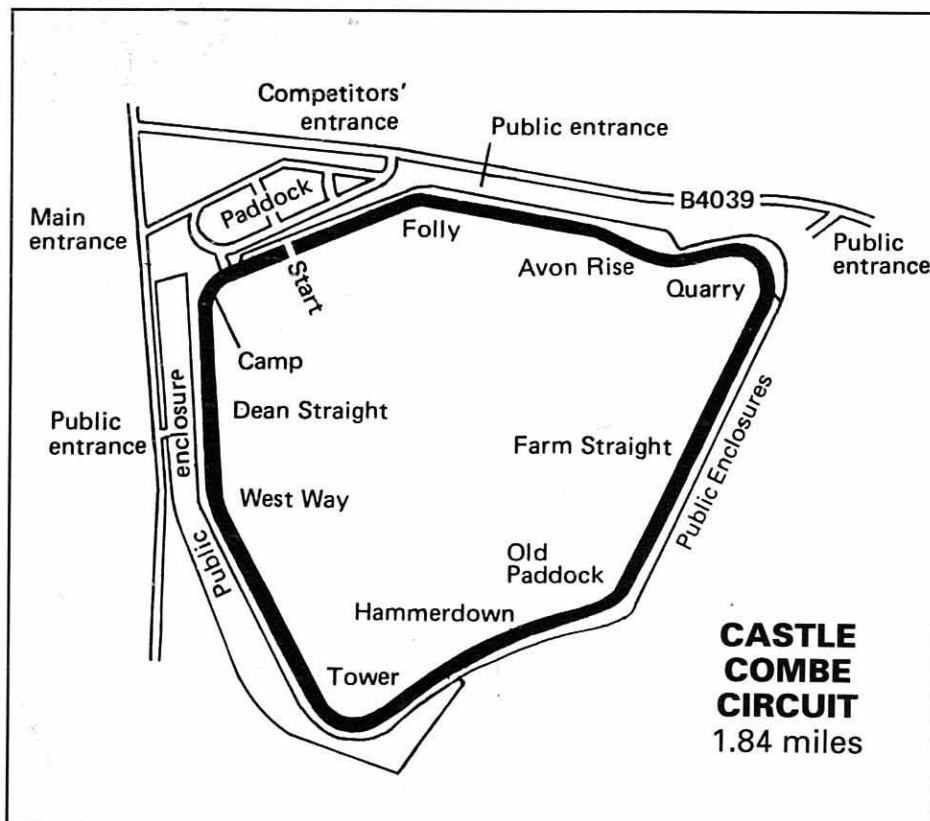 Competitors'
entrance
Public entrance
B4039
Main
entrance
Paddock
Folly
Avon Rise
Quarry
Public
entrance
Start
Camp
Dean Straight
Public
entrance
enclosure
Public
West Way
Farm Straight
Public Enclosures
Old
Paddock
Hammerdown
Tower
CASTLE
COMBE
CIRCUIT
1.84 miles